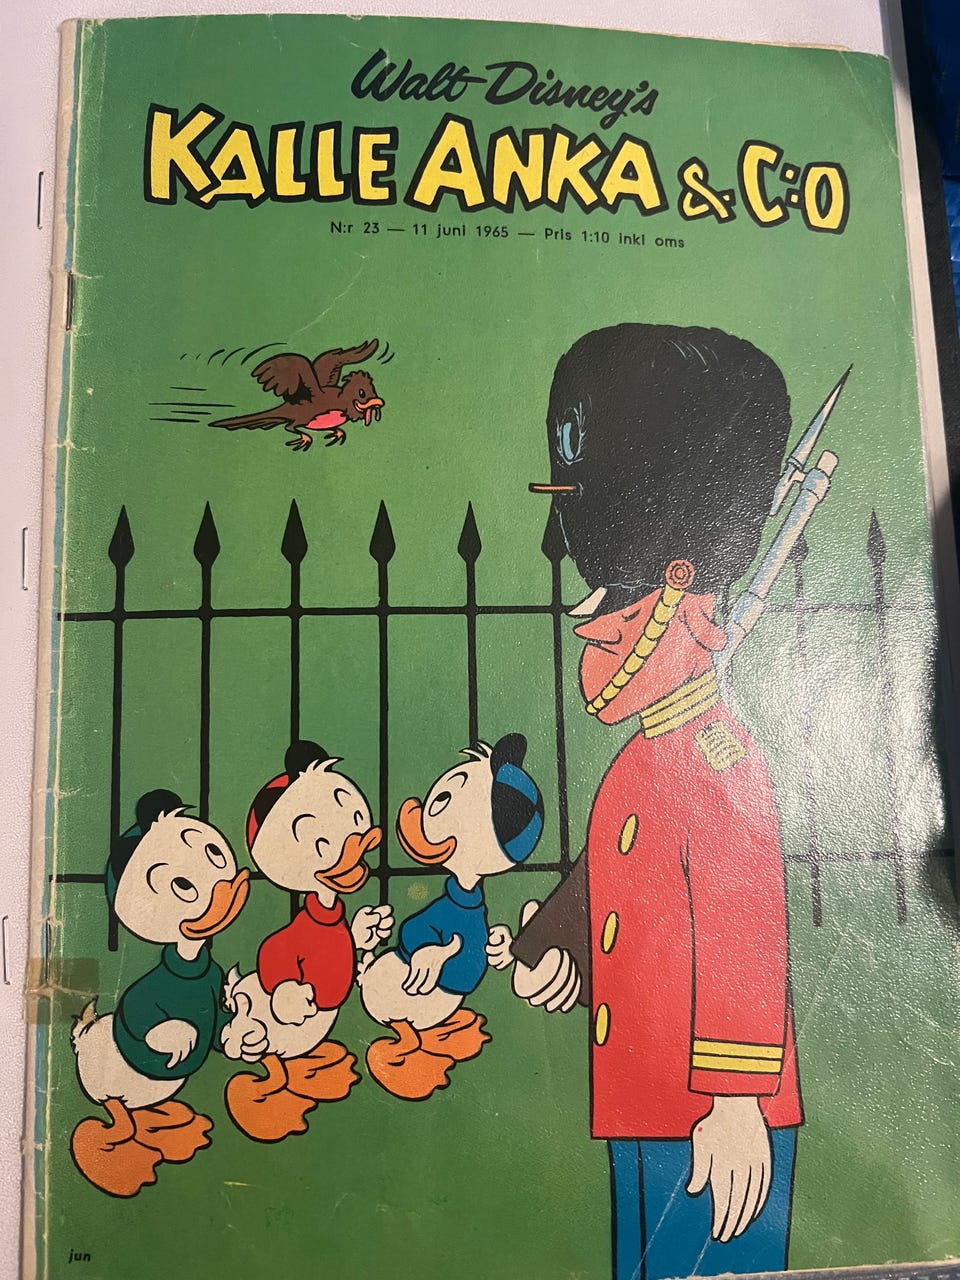 Walt Disney's
KALLE ANKA & C:O
N:r 23 — 11 juni 1965 — Pris 1:10 inkl oms
jun